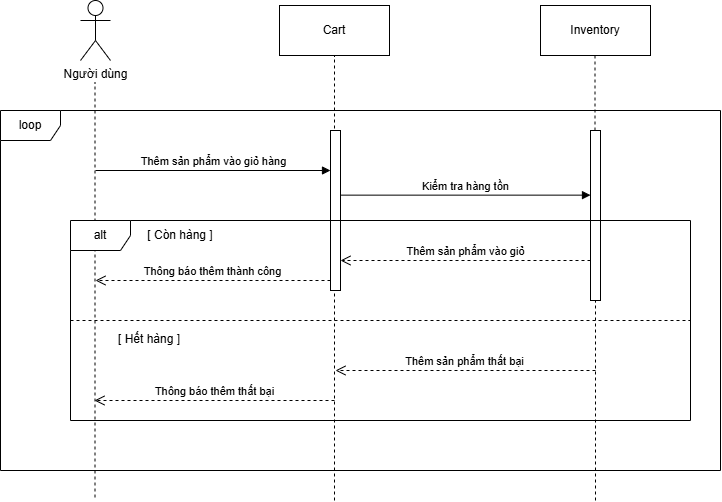 Người dùng
Cart
Inventory
loop
Thêm sản phẩm vào giỏ hàng
Kiểm tra hàng tồn
alt
[ Còn hàng ]
Thêm sản phẩm vào giỏ
Thông báo thêm thành công
[ Hết hàng ]
Thêm sản phẩm thất bại
Thông báo thêm thất bại